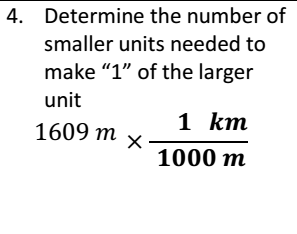 4. Determine the number of
smaller units needed to
make “1” of the larger
unit
1609 m × 1 km / 1000 m